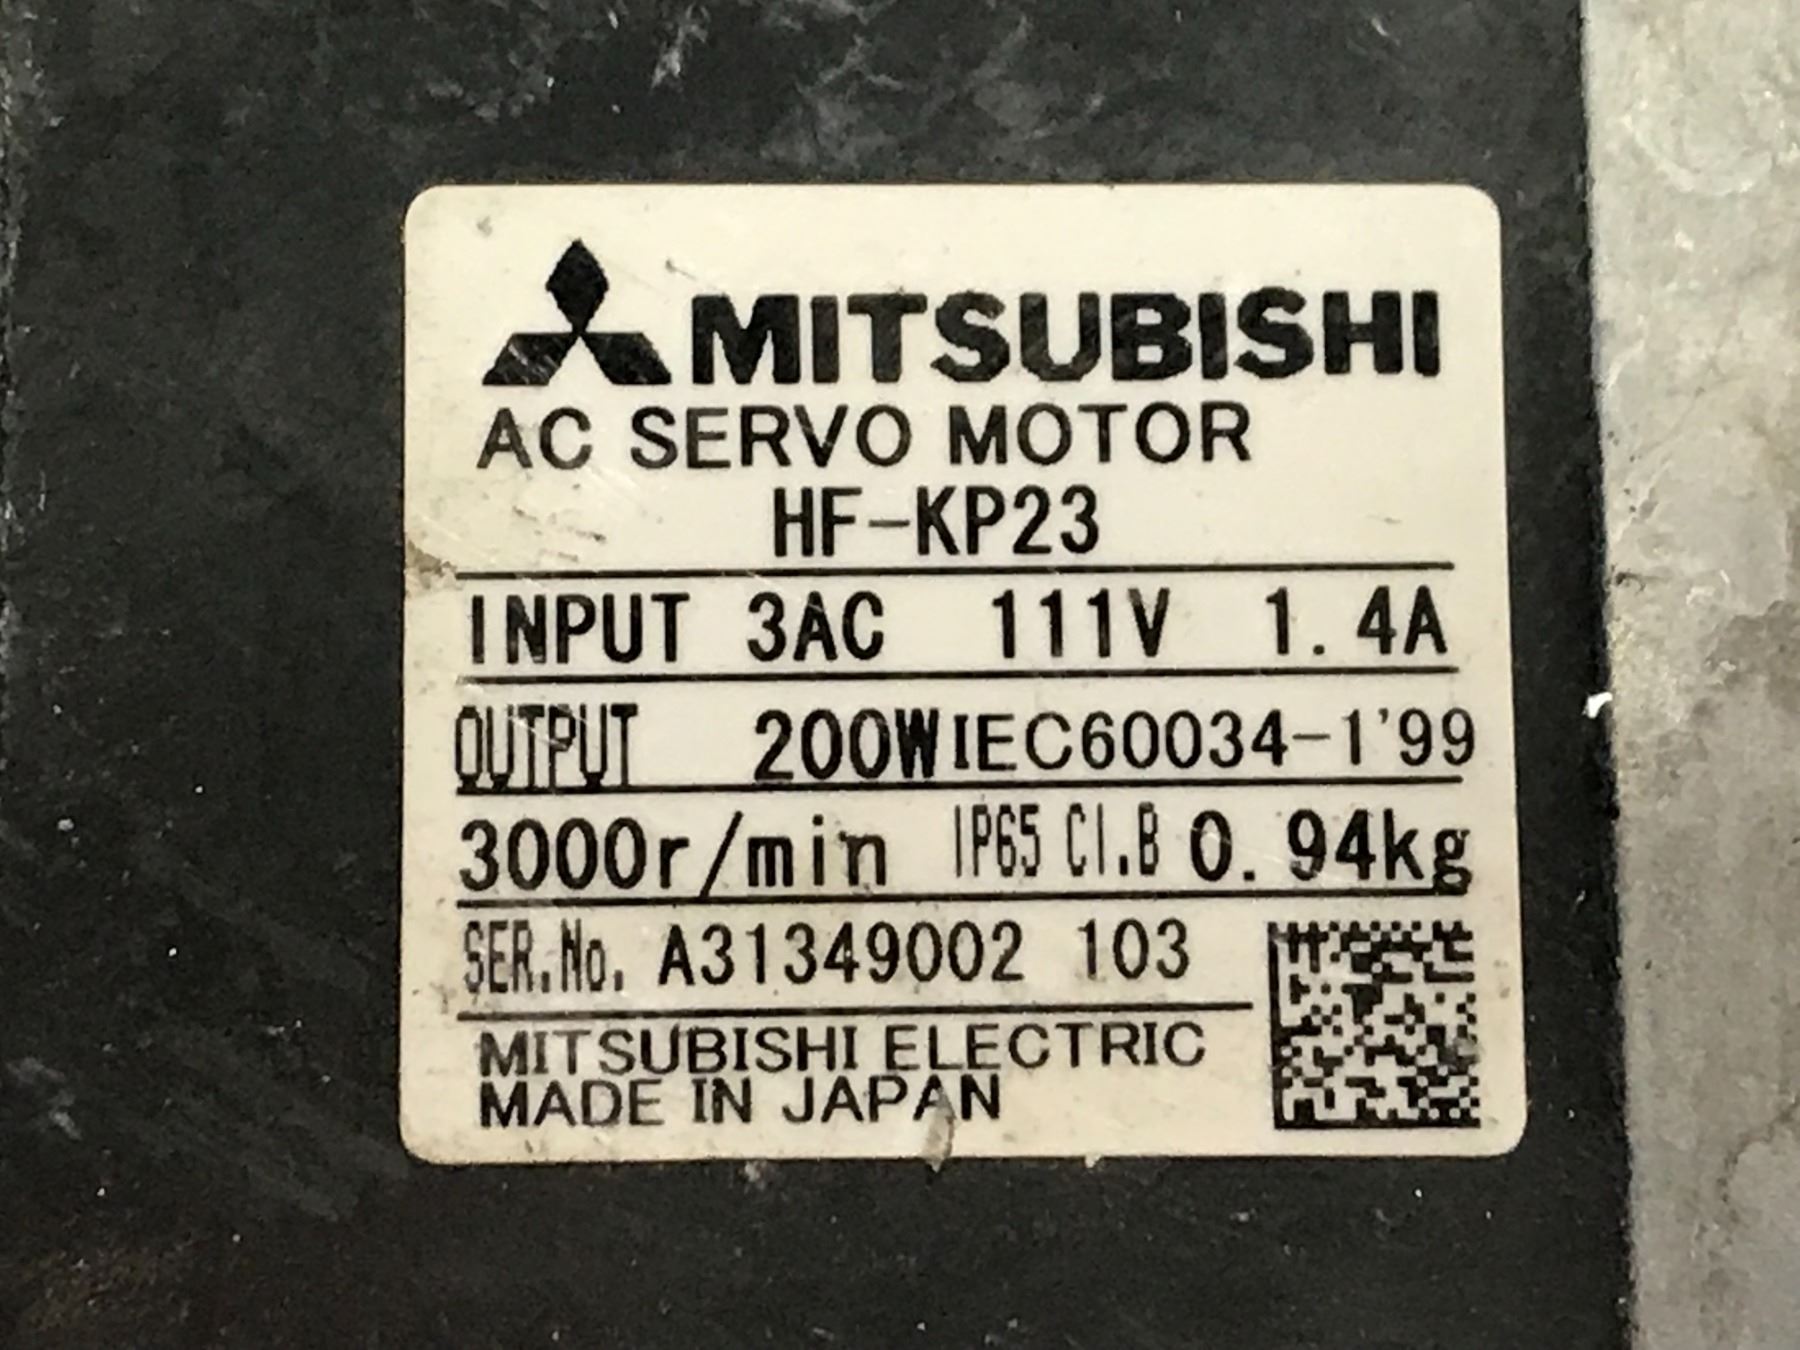 MITSUBISHI
AC SERVO MOTOR
HF-KP23
INPUT 3AC 111V 1.4A
OUTPUT 200W IEC60034-1'99
3000r/min IP65 CI.B 0.94kg
SER.No. A31349002 103
MITSUBISHI ELECTRIC
MADE IN JAPAN